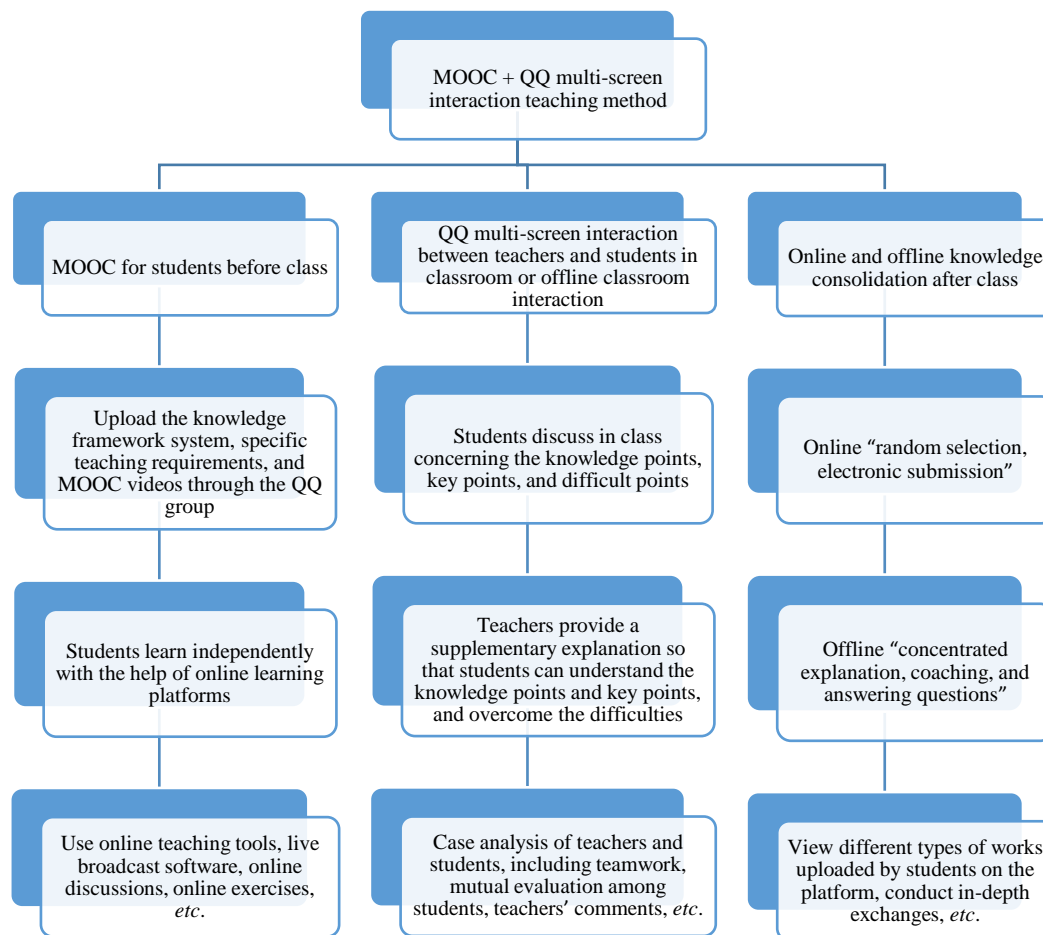 MOOC + QQ multi-screen
interaction teaching method
MOOC for students before class
QQ multi-screen interaction
between teachers and students in
classroom or offline classroom
interaction
Online and offline knowledge
consolidation after class
Upload the knowledge
framework system, specific
teaching requirements, and
MOOC videos through the QQ
group
Students discuss in class
concerning the knowledge points,
key points, and difficult points
Online “random selection,
electronic submission”
Students learn independently
with the help of online learning
platforms
Teachers provide a
supplementary explanation so
that students can understand the
knowledge points and key points,
and overcome the difficulties
Offline “concentrated
explanation, coaching, and
answering questions”
Use online teaching tools, live
broadcast software, online
discussions, online exercises,
etc.
Case analysis of teachers and
students, including teamwork,
mutual evaluation among
students, teachers’ comments, etc.
View different types of works
uploaded by students on the
platform, conduct in-depth
exchanges, etc.